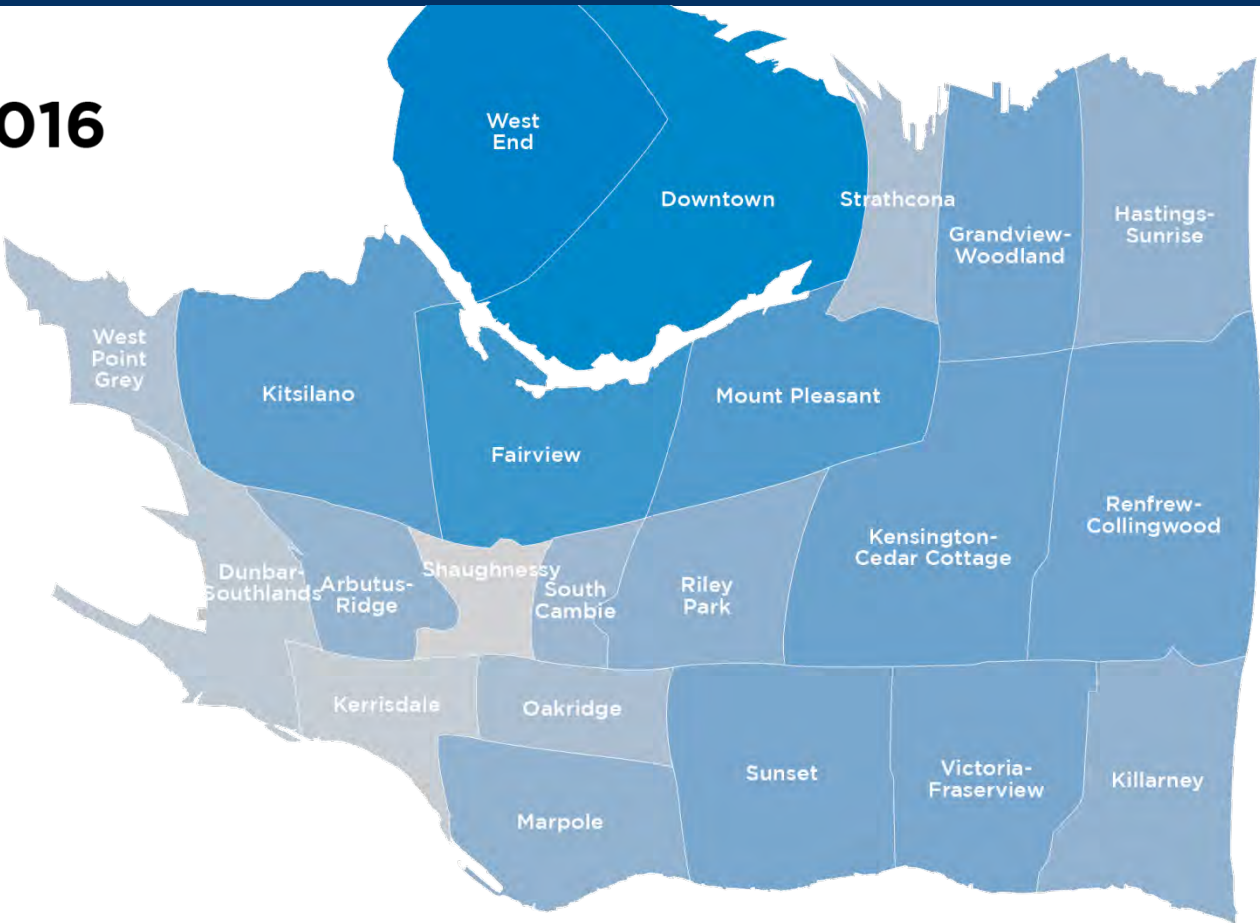 016
West
End
Downtown
Strathcona
Grandview-
Woodland
Hastings-
Sunrise
West
Point
Grey
Kitsilano
Fairview
Mount Pleasant
Renfrew-
Collingwood
Kensington-
Cedar Cottage
Dunbar-
Southlands
Arbutus-
Ridge
Shaughnessy
South
Cambie
Riley
Park
Kerrisdale
Oakridge
Marpole
Sunset
Victoria-
Fraserview
Killarney